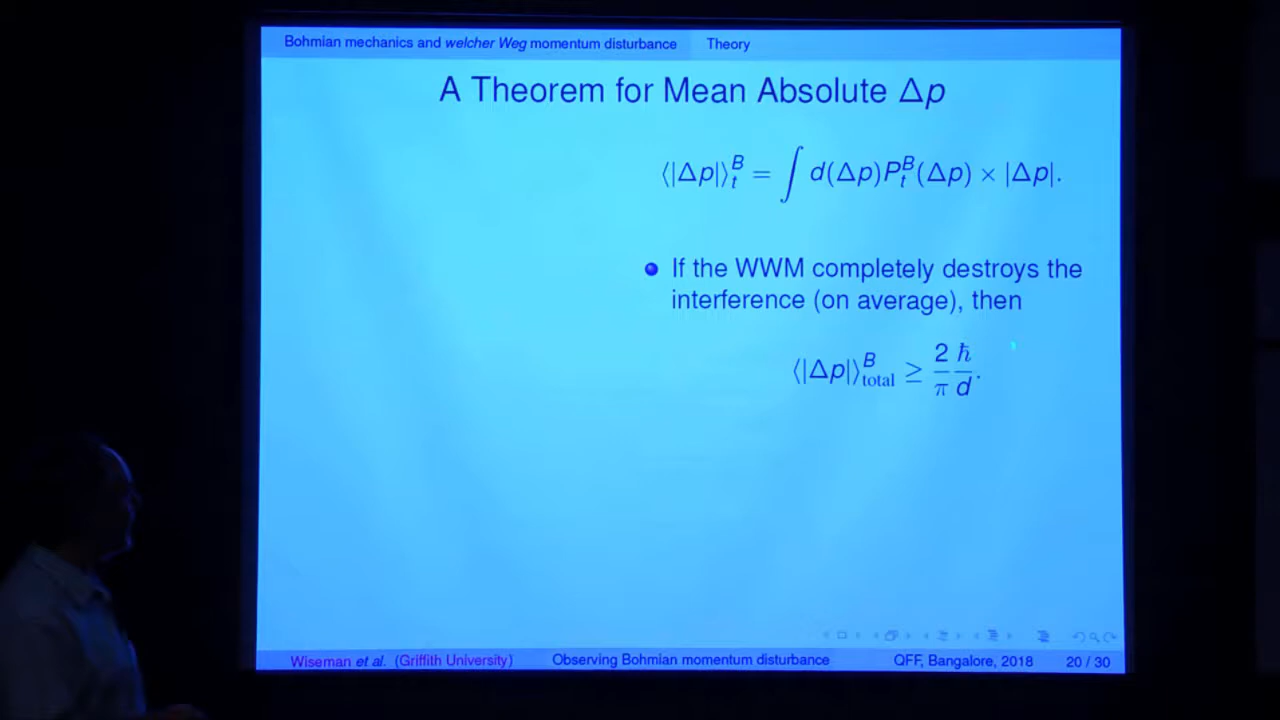 Bohmian mechanics and welcher Weg momentum disturbance Theory
A Theorem for Mean Absolute Δp
⟨|Δp|⟩ₜᴮ = ∫ d(Δp)Pₜᴮ(Δp) × |Δp|.
If the WWM completely destroys the
interference (on average), then
⟨|Δp|⟩ᴮ_total ≥ 2/π ħ/d.
Wiseman et al. (Griffith University) Observing Bohmian momentum disturbance QFF, Bangalore, 2018 20 / 30